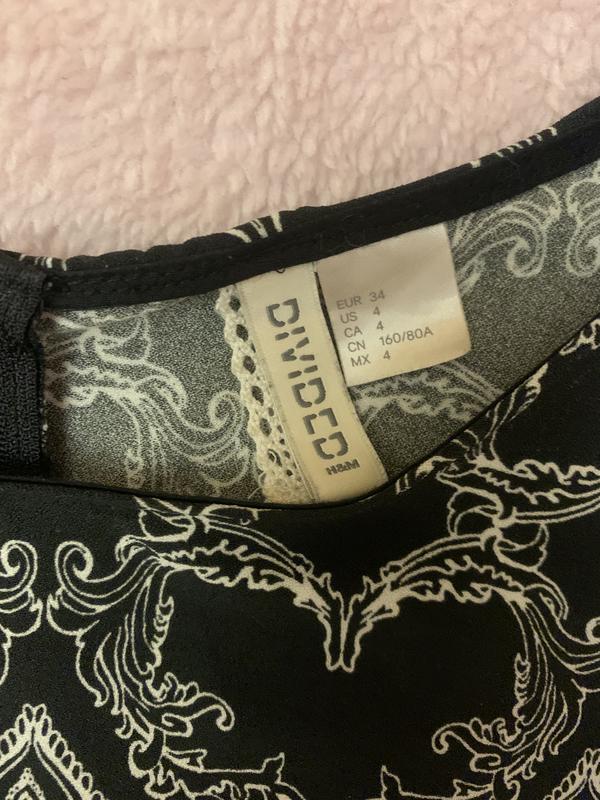 DIVIDED
H&M
EUR 34
US 4
CA 4
CN 160/80A
MX 4